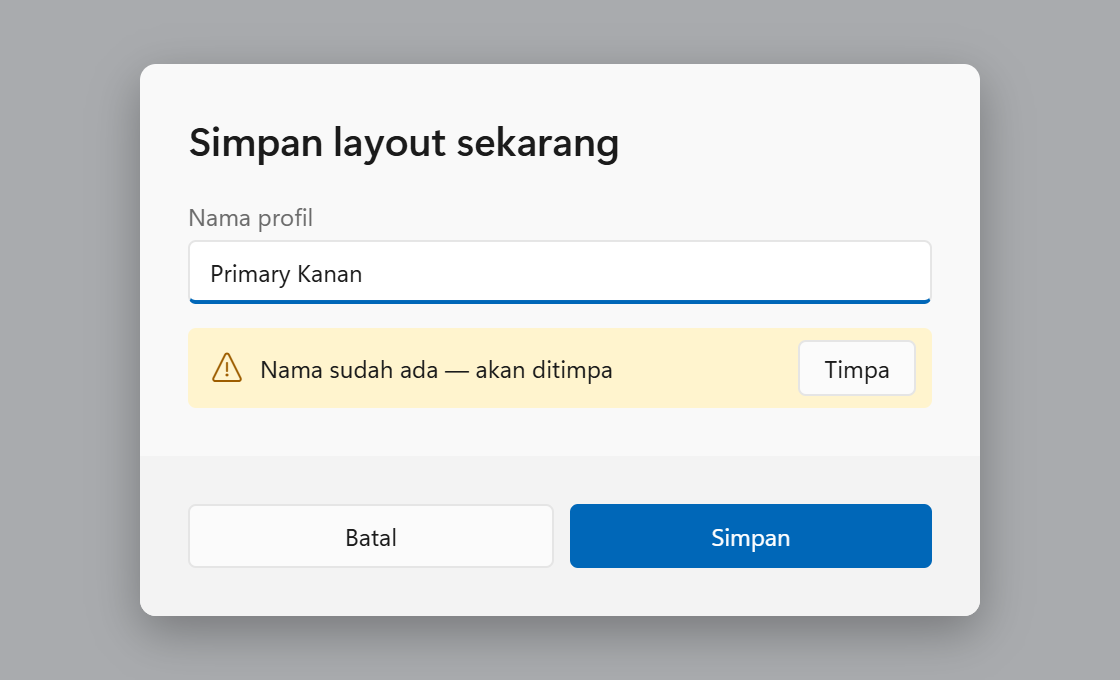 Simpan layout sekarang
Nama profil
Primary Kanan
Nama sudah ada — akan ditimpa
Timpa
Batal
Simpan